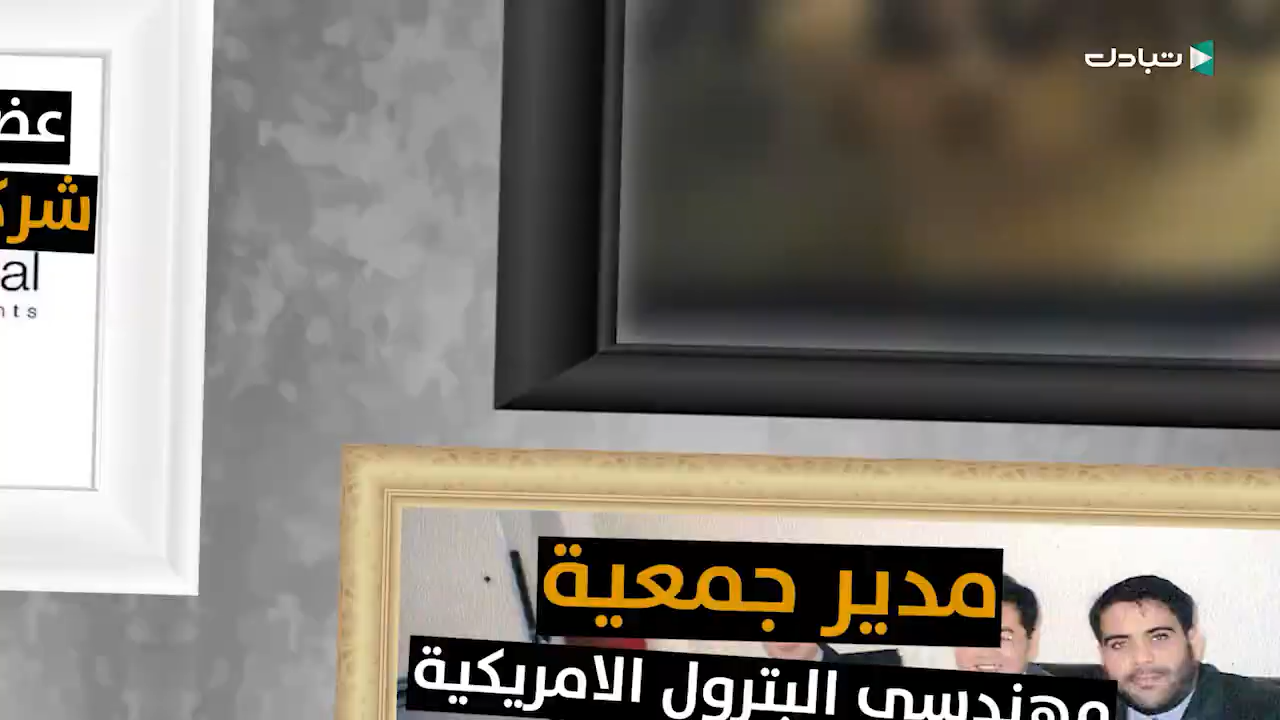 تبادل
عض
شرك
al
nts
مدير جمعية
مهندسي البترول الامريكية